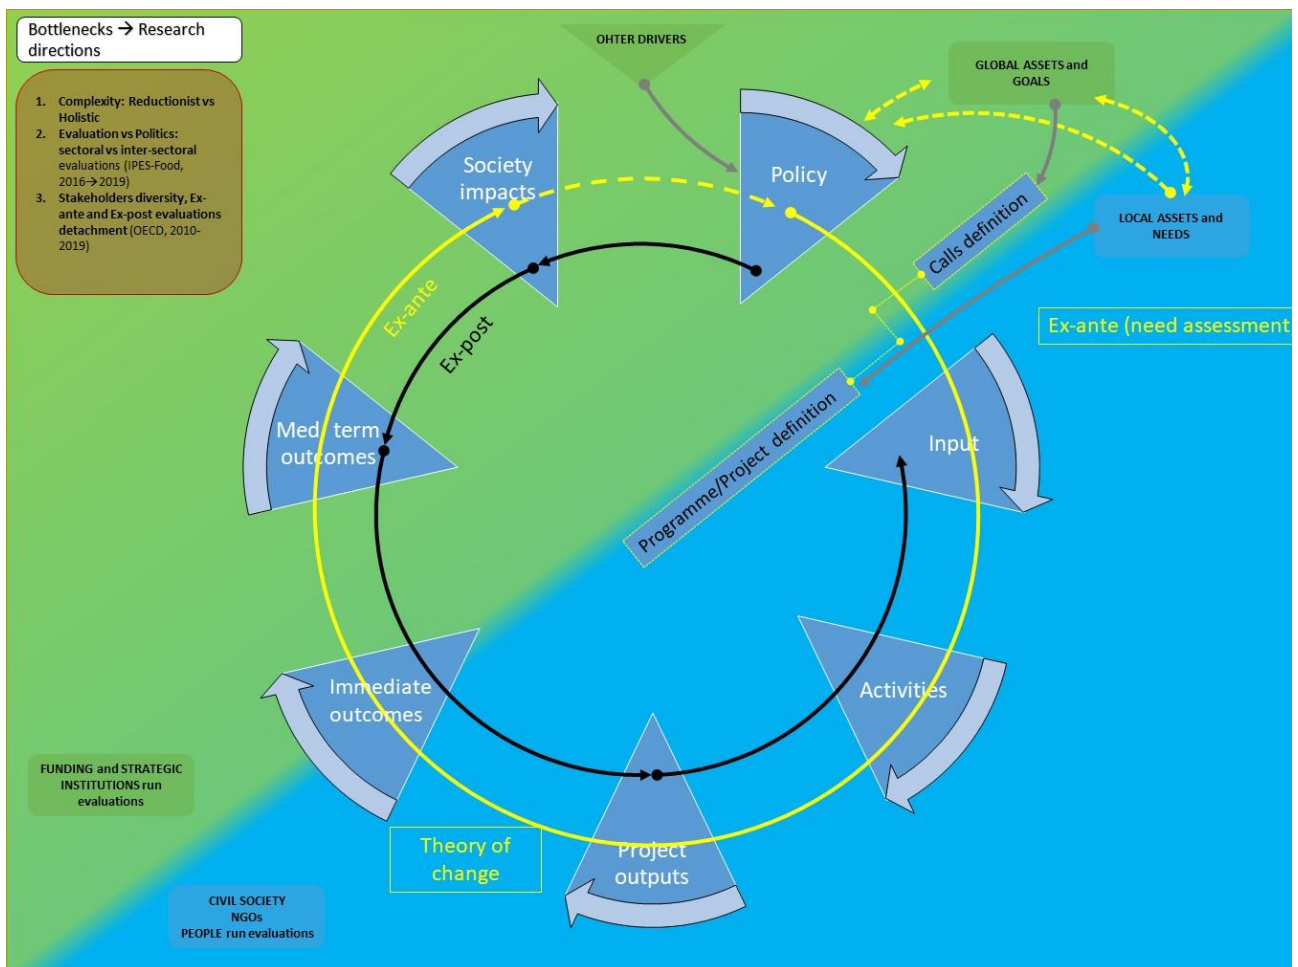 Bottlenecks → Research
directions
1. Complexity: Reductionist vs
Holistic
2. Evaluation vs Politics:
sectoral vs inter-sectoral
evaluations (IPES-Food,
2016→2019)
3. Stakeholders diversity, Ex-
ante and Ex-post evaluations
detachment (OECD, 2010-
2019)
OHTER DRIVERS
GLOBAL ASSETS and
GOALS
LOCAL ASSETS and
NEEDS
Society
impacts
Policy
Calls definition
Ex-ante (need assessment
Ex-ante
Ex-post
Programme/Project definition
Input
Med. term
outcomes
Immediate
outcomes
Activities
Project
outputs
Theory of
change
FUNDING and STRATEGIC
INSTITUTIONS run
evaluations
CIVIL SOCIETY
NGOs
PEOPLE run evaluations